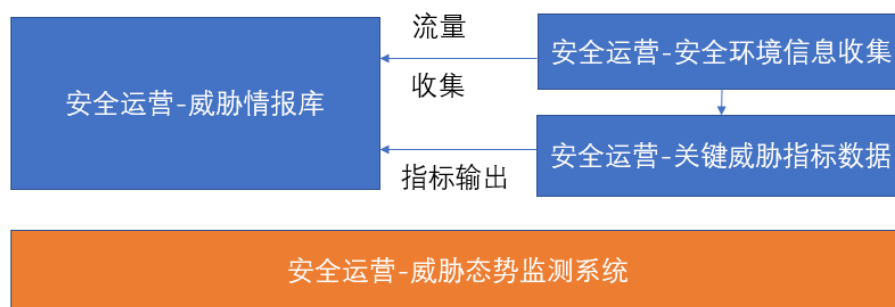 流量
安全运营-安全环境信息收集
收集
安全运营-威胁情报库
安全运营-关键威胁指标数据
指标输出
安全运营-威胁态势监测系统